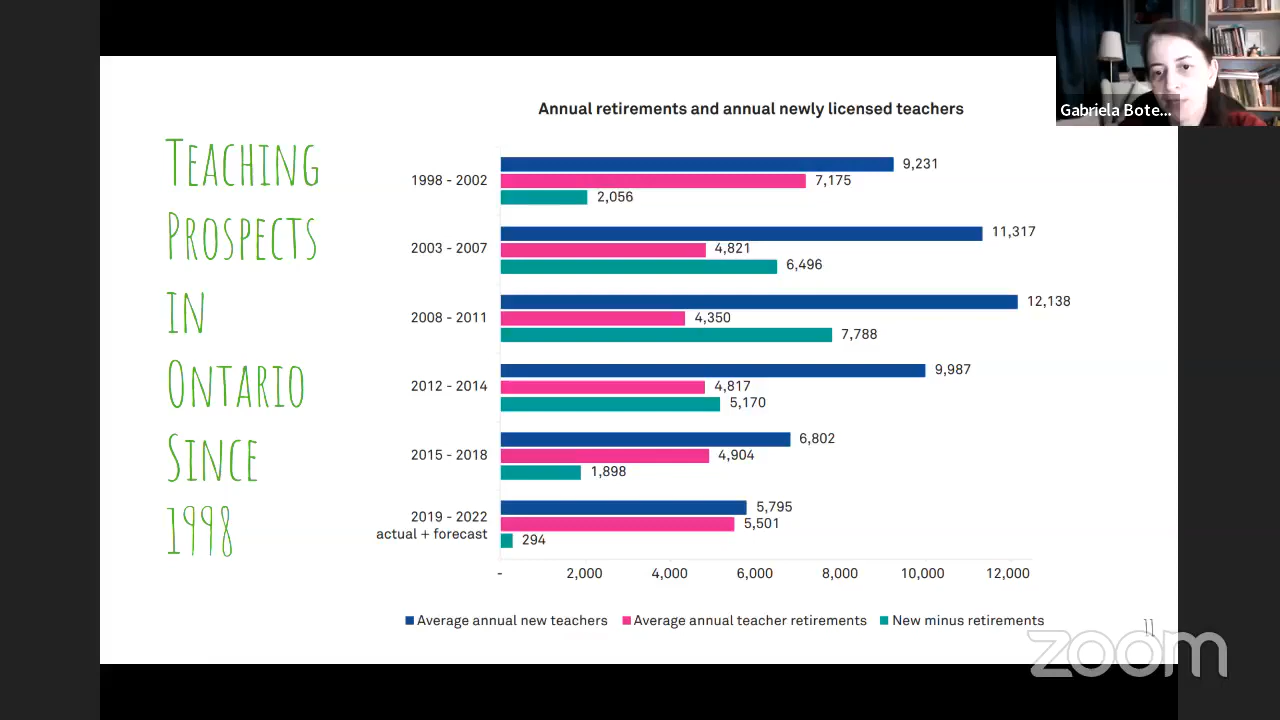 Gabriela Bote...
Annual retirements and annual newly licensed teachers
TEACHING
PROSPECTS
IN
ONTARIO
SINCE
1998
1998 - 2002
9,231
7,175
2,056
2003 - 2007
11,317
4,821
6,496
2008 - 2011
12,138
4,350
7,788
2012 - 2014
9,987
4,817
5,170
2015 - 2018
6,802
4,904
1,898
2019 - 2022
actual + forecast
5,795
5,501
294
- 2,000 4,000 6,000 8,000 10,000 12,000
Average annual new teachers Average annual teacher retirements New minus retirements
11
zoom